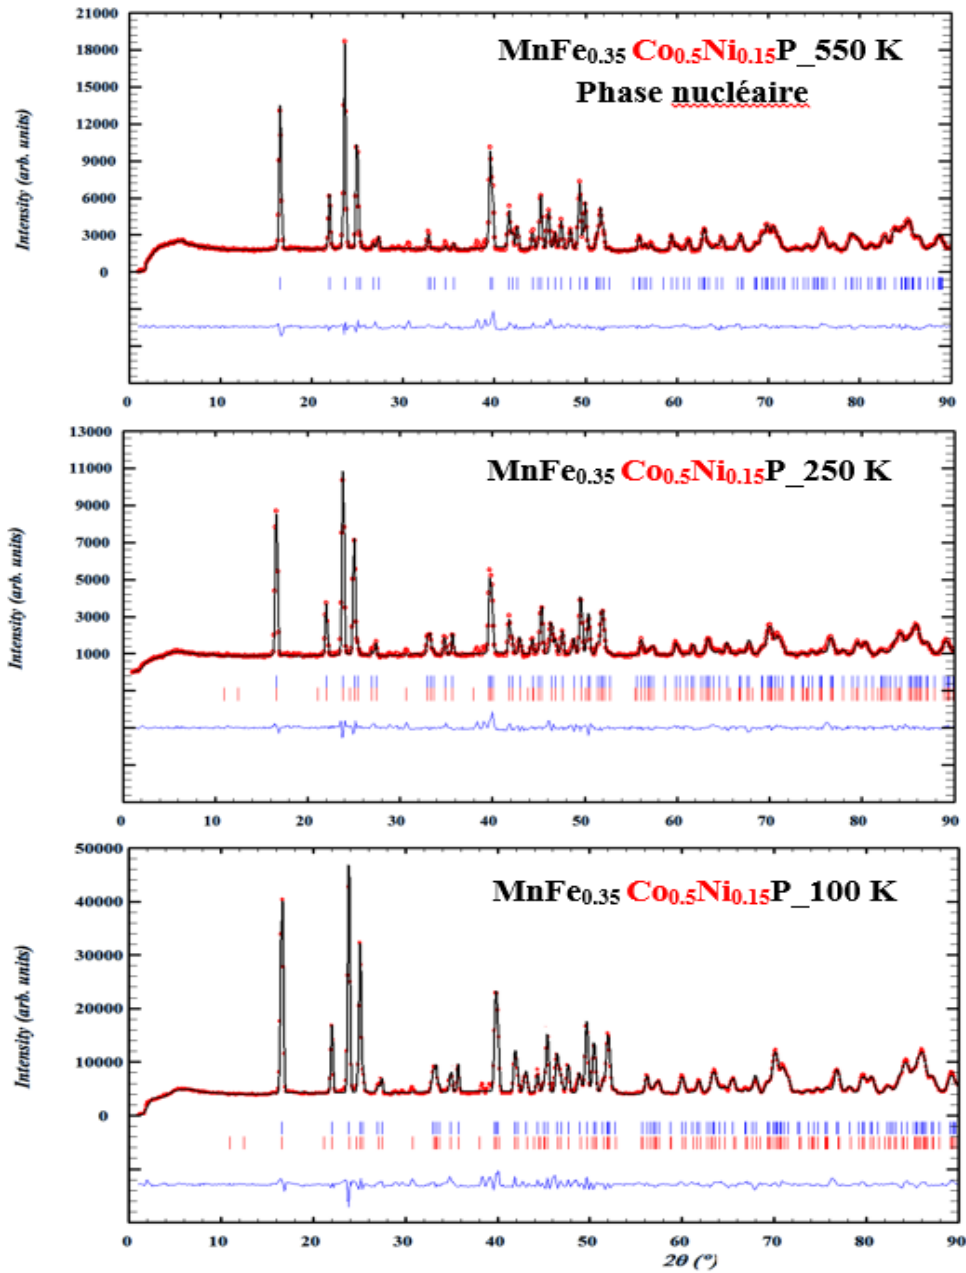 21000
18000
15000
12000
9000
6000
3000
0
Intensity (arb. units)
MnFe0.35 Co0.5Ni0.15P_550 K
Phase nucléaire
0 10 20 30 40 50 60 70 80 90
13000
11000
9000
7000
5000
3000
1000
Intensity (arb. units)
MnFe0.35 Co0.5Ni0.15P_250 K
0 10 20 30 40 50 60 70 80 90
50000
40000
30000
20000
10000
0
Intensity (arb. units)
MnFe0.35 Co0.5Ni0.15P_100 K
0 10 20 30 40 50 60 70 80 90
2θ (°)